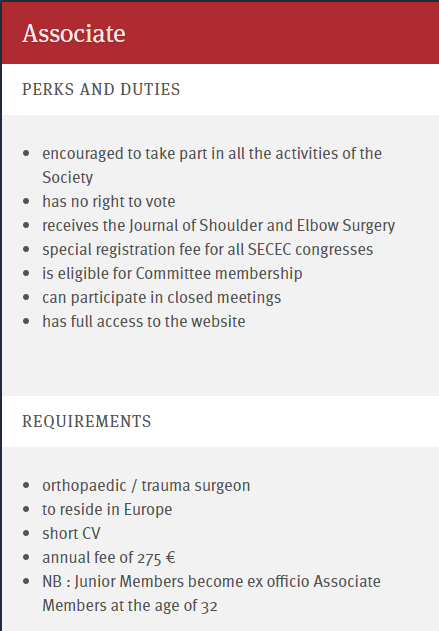 Associate
PERKS AND DUTIES
• encouraged to take part in all the activities of the
Society
• has no right to vote
• receives the Journal of Shoulder and Elbow Surgery
• special registration fee for all SECEC congresses
• is eligible for Committee membership
• can participate in closed meetings
• has full access to the website
REQUIREMENTS
• orthopaedic / trauma surgeon
• to reside in Europe
• short CV
• annual fee of 275 €
• NB : Junior Members become ex officio Associate
Members at the age of 32